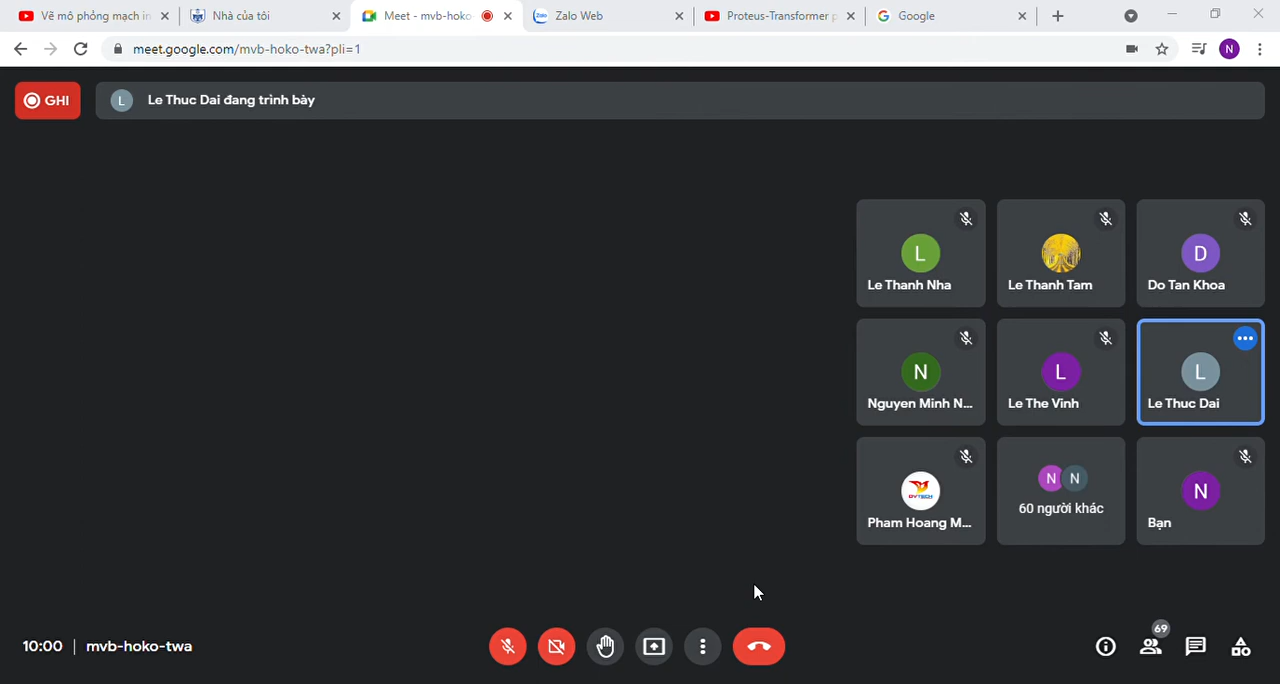 Vẽ mô phỏng mạch in
Nhà của tôi
Meet - mvb-hoko-
Zalo Web
Proteus-Transformer p
Google
meet.google.com/mvb-hoko-twa?pli=1
N
GHI
L
Le Thuc Dai đang trình bày
L
Le Thanh Nha
Le Thanh Tam
D
Do Tan Khoa
N
Nguyen Minh N...
L
Le The Vinh
L
Le Thuc Dai
DVTECH
Pham Hoang M...
N N
60 người khác
N
Bạn
10:00 | mvb-hoko-twa
69